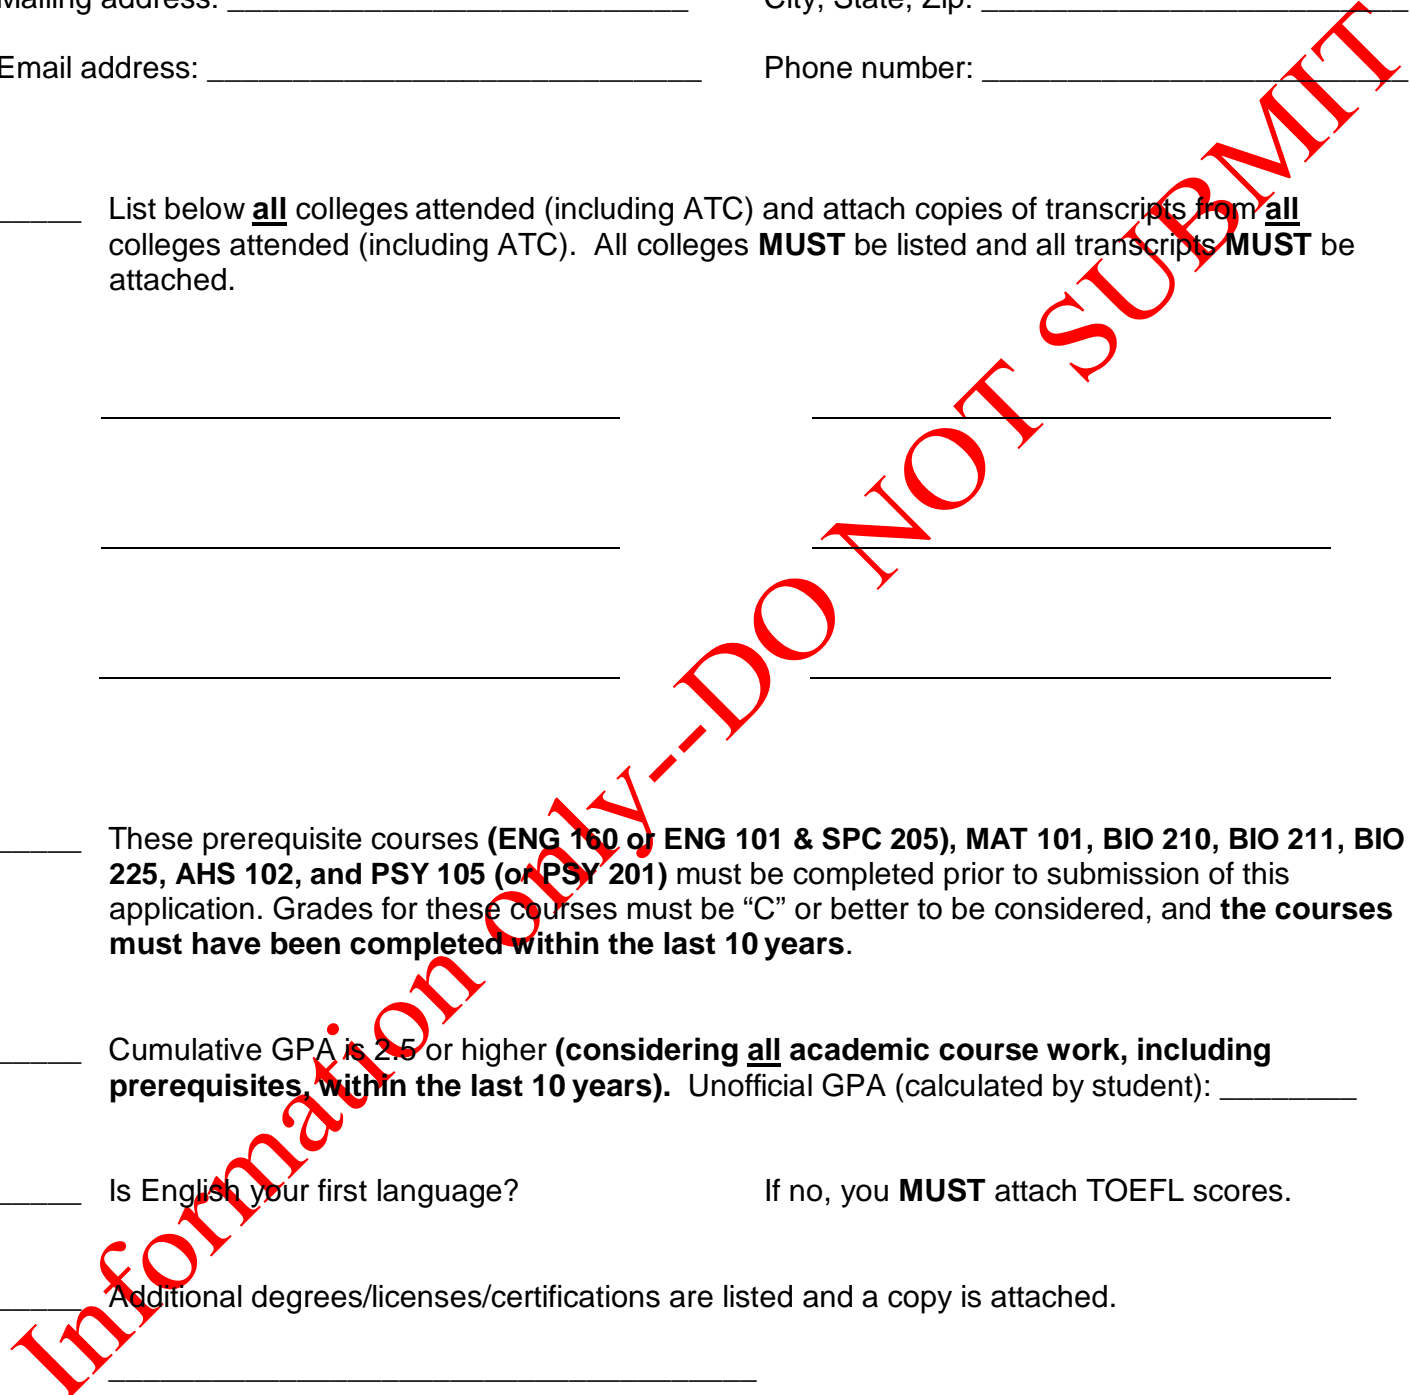 Mailing address: ___________________________ City, State, Zip: _________________________
Email address: _____________________________ Phone number: _________________________
_____ List below all colleges attended (including ATC) and attach copies of transcripts from all
colleges attended (including ATC). All colleges MUST be listed and all transcripts MUST be
attached.
_____ These prerequisite courses (ENG 160 or ENG 101 & SPC 205), MAT 101, BIO 210, BIO 211, BIO
225, AHS 102, and PSY 105 (or PSY 201) must be completed prior to submission of this
application. Grades for these courses must be “C” or better to be considered, and the courses
must have been completed within the last 10 years.
_____ Cumulative GPA is 2.5 or higher (considering all academic course work, including
prerequisites, within the last 10 years). Unofficial GPA (calculated by student): ________
_____ Is English your first language? If no, you MUST attach TOEFL scores.
_____ Additional degrees/licenses/certifications are listed and a copy is attached.
______________________________________
Information only--DO NOT SUBMIT